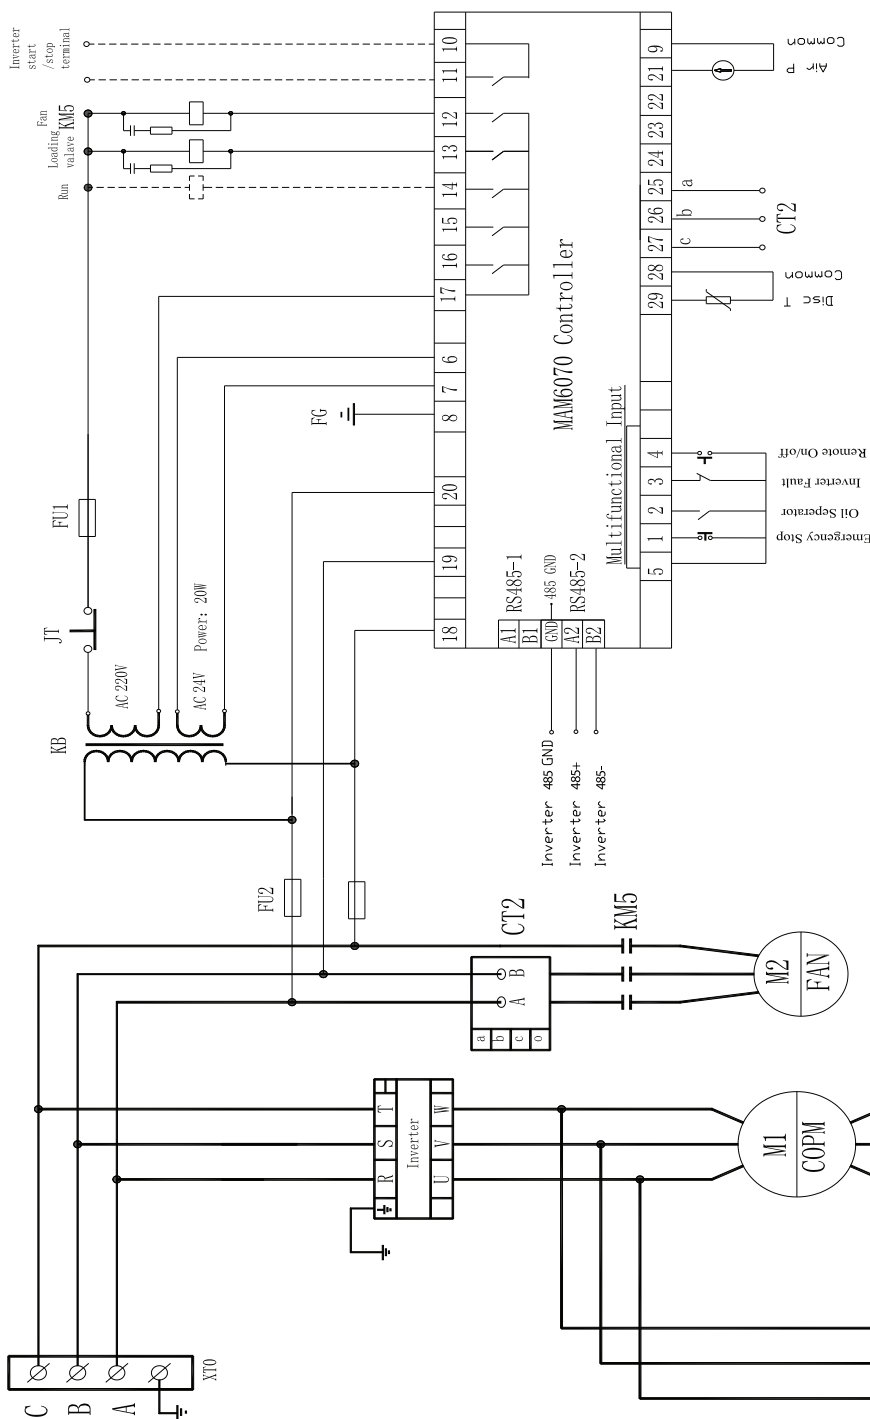 Inverter
start
/stop
terminal
Fan
KM5
Loading
valave
Run
10
11
12
13
14
15
16
17
6
7
8
20
19
18
9
21
22
23
24
25
26
27
28
29
4
3
2
1
5
Common
Air P
a
b
c
CT2
Common
Disc T
MAM6070 Controller
Multifunctional Input
Remote On/off
Inverter Fault
Oil Seperator
Emergency Stop
FG
FU1
JT
KB
AC 220V
AC 24V
Power: 20W
RS485-1
485 GND
RS485-2
A1
B1
GND
A2
B2
Inverter 485 GND
Inverter 485+
Inverter 485-
FU2
CT2
KM5
A
B
a
b
c
o
M2
FAN
R
S
T
Inverter
U
V
W
M1
COPM
C
B
A
XT0